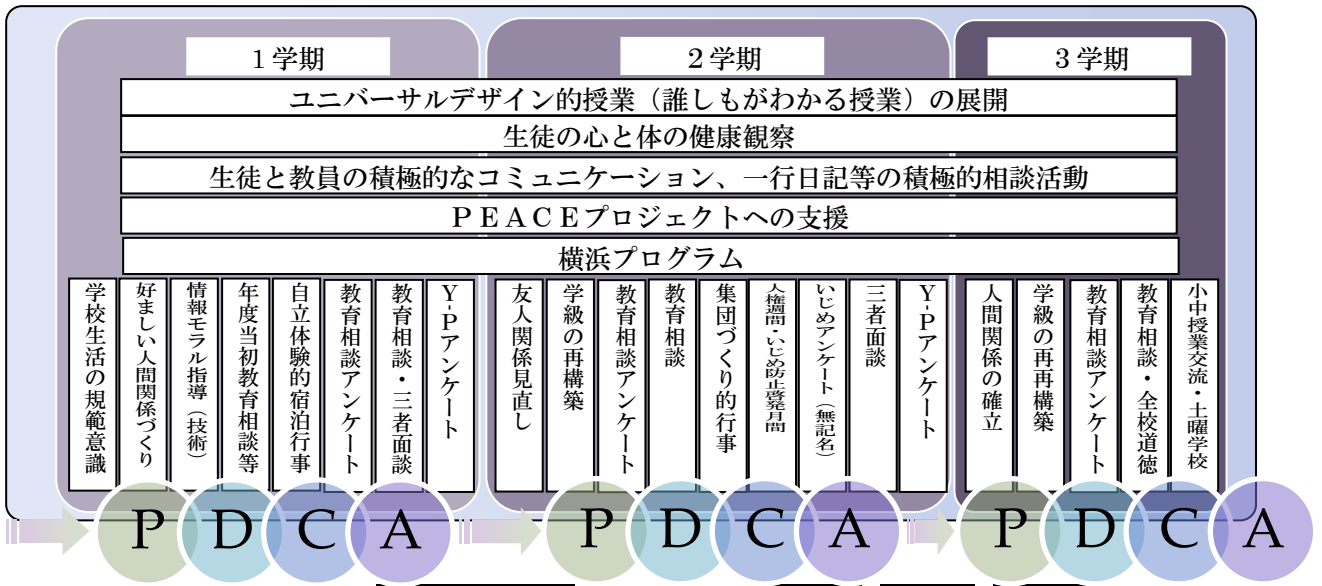 １学期
２学期
３学期
ユニバーサルデザイン的授業（誰しもがわかる授業）の展開
生徒の心と体の健康観察
生徒と教員の積極的なコミュニケーション、一行日記等の積極的相談活動
ＰＥＡＣＥプロジェクトへの支援
横浜プログラム
学校生活の規範意識
好ましい人間関係づくり
情報モラル指導（技術）
年度当初教育相談等
自立体験的宿泊行事
教育相談アンケート
教育相談・三者面談
Y-Pアンケート
友人関係見直し
学級の再構築
教育相談アンケート
教育相談
集団づくり的行事
人権週間・いじめ防止啓発月間
いじめアンケート（無記名）
三者面談
Y-Pアンケート
人間関係の確立
学級の再再構築
教育相談アンケート
教育相談・全校道徳
小中授業交流・土曜学校
P D C A
P D C A
P D C A